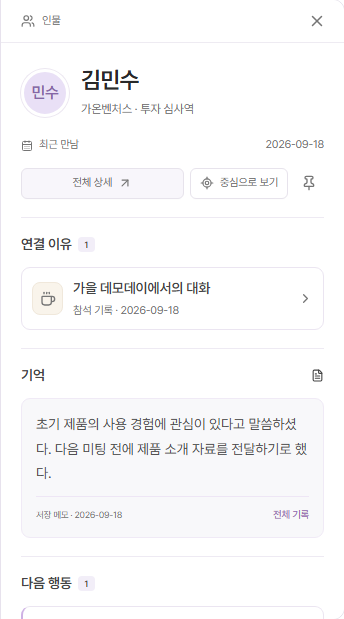 인물
민수
김민수
가온벤처스 · 투자 심사역
최근 만남
2026-09-18
전체 상세
중심으로 보기
연결 이유 1
가을 데모데이에서의 대화
참석 기록 · 2026-09-18
기억
초기 제품의 사용 경험에 관심이 있다고 말씀하셨
다. 다음 미팅 전에 제품 소개 자료를 전달하기로 했
다.
서장 메모 · 2026-09-18
전체 기록
다음 행동 1